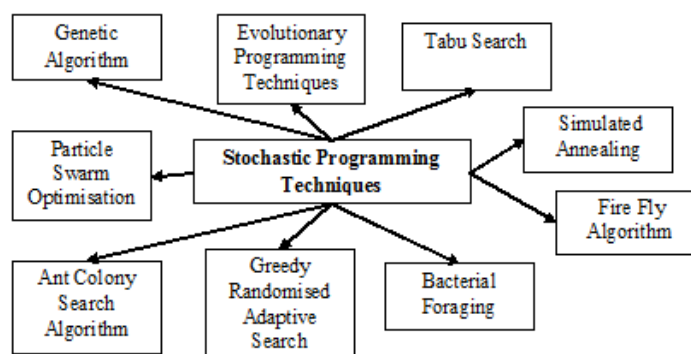 Genetic
Algorithm
Evolutionary
Programming
Techniques
Tabu Search
Particle
Swarm
Optimisation
Stochastic Programming
Techniques
Simulated
Annealing
Fire Fly
Algorithm
Ant Colony
Search
Algorithm
Greedy
Randomised
Adaptive
Search
Bacterial
Foraging